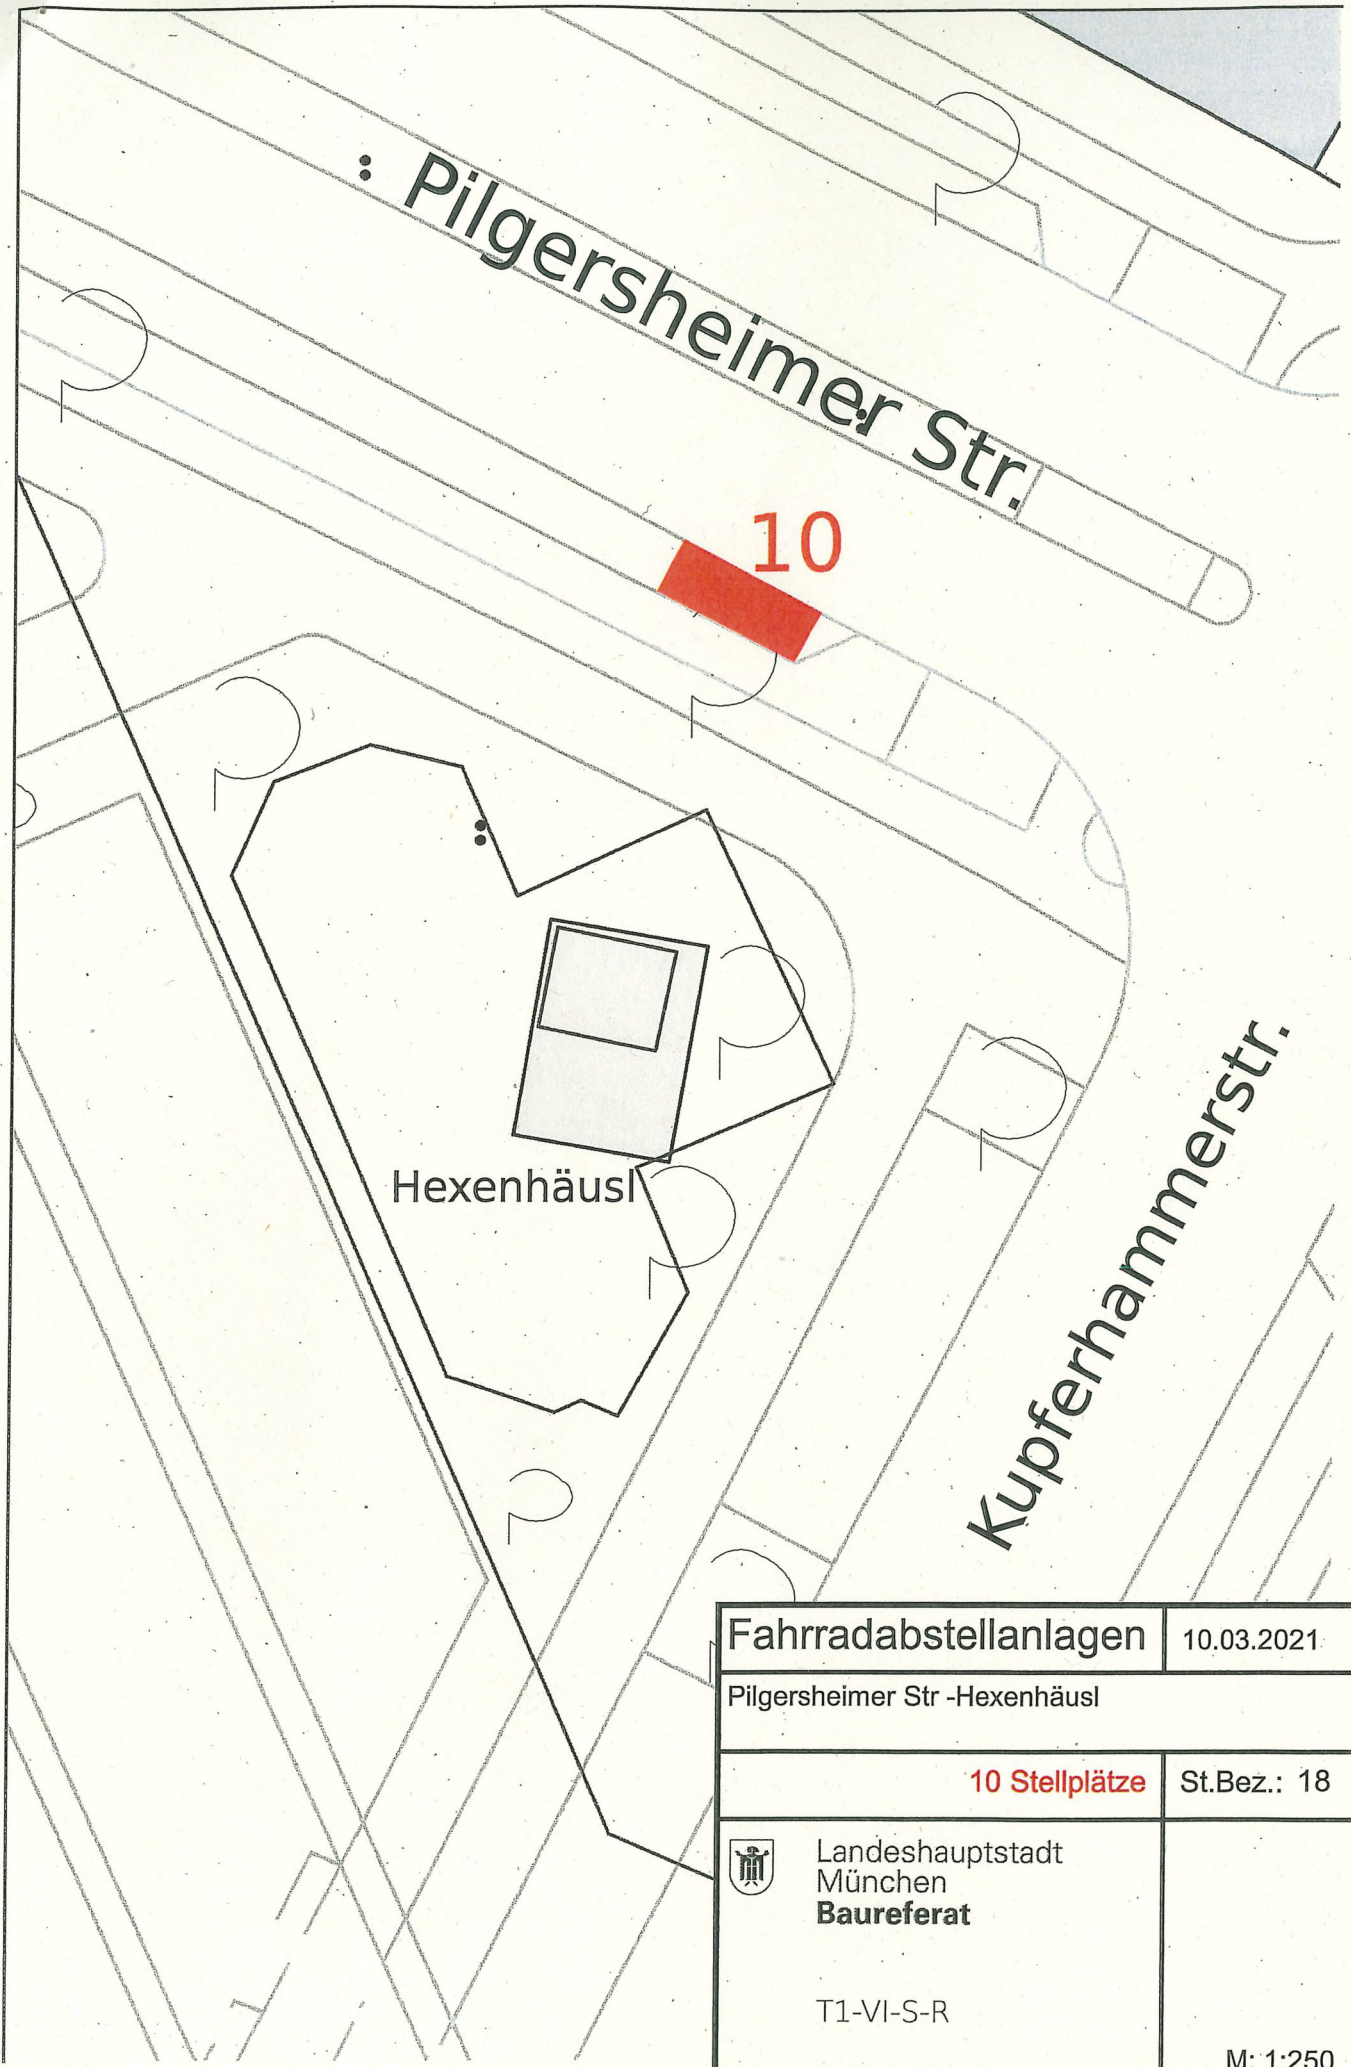 Pilgersheimer Str.
10
Hexenhäusl
Kupferhammerstr.
Fahrradabstellanlagen
10.03.2021
Pilgersheimer Str -Hexenhäusl
10 Stellplätze
St.Bez.: 18
Landeshauptstadt
München
Baureferat
T1-VI-S-R
M: 1:250